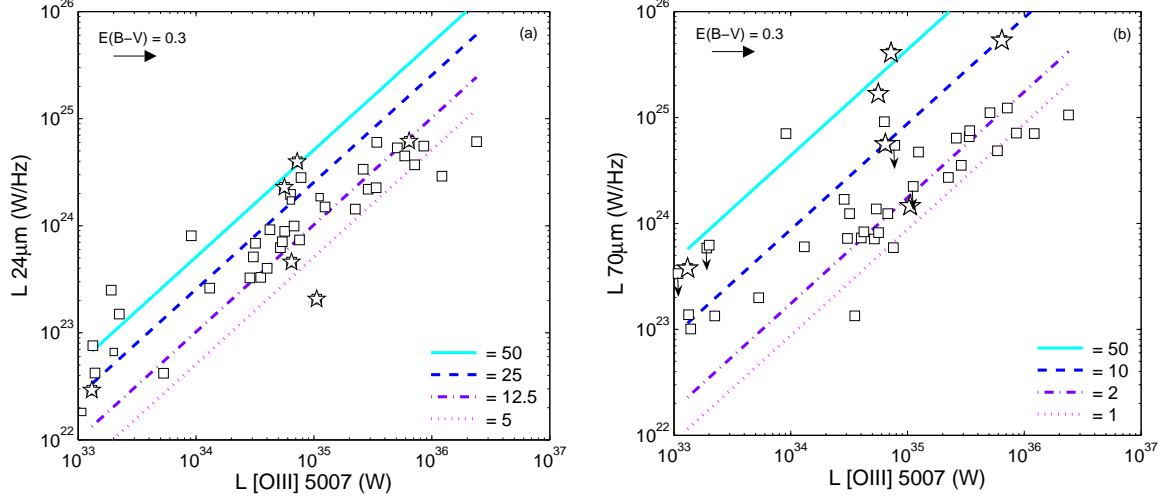 (a)
E(B−V) = 0.3
10^26
10^25
10^24
10^23
10^22
L 24μm (W/Hz)
= 50
= 25
= 12.5
= 5
10^33 10^34 10^35 10^36 10^37
L [OIII] 5007 (W)
(b)
E(B−V) = 0.3
10^26
10^25
10^24
10^23
10^22
L 70μm (W/Hz)
= 50
= 10
= 2
= 1
10^33 10^34 10^35 10^36 10^37
L [OIII] 5007 (W)